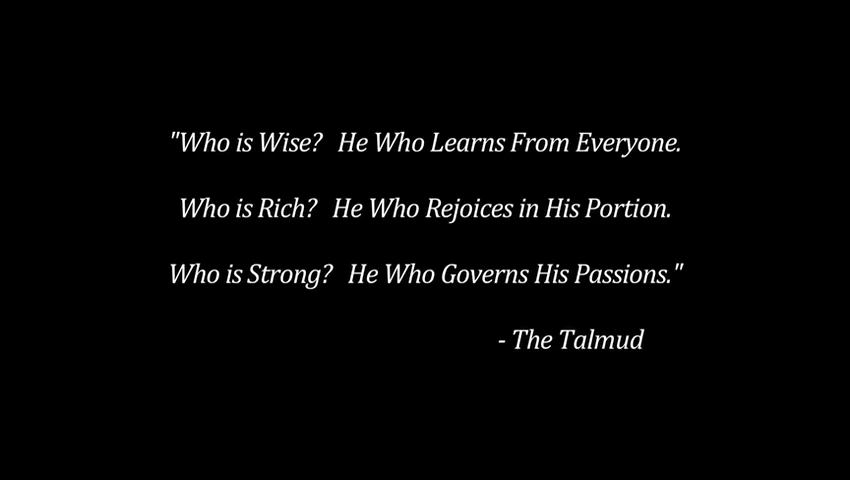 "Who is Wise?  He Who Learns From Everyone.
Who is Rich?  He Who Rejoices in His Portion.
Who is Strong?  He Who Governs His Passions."
- The Talmud